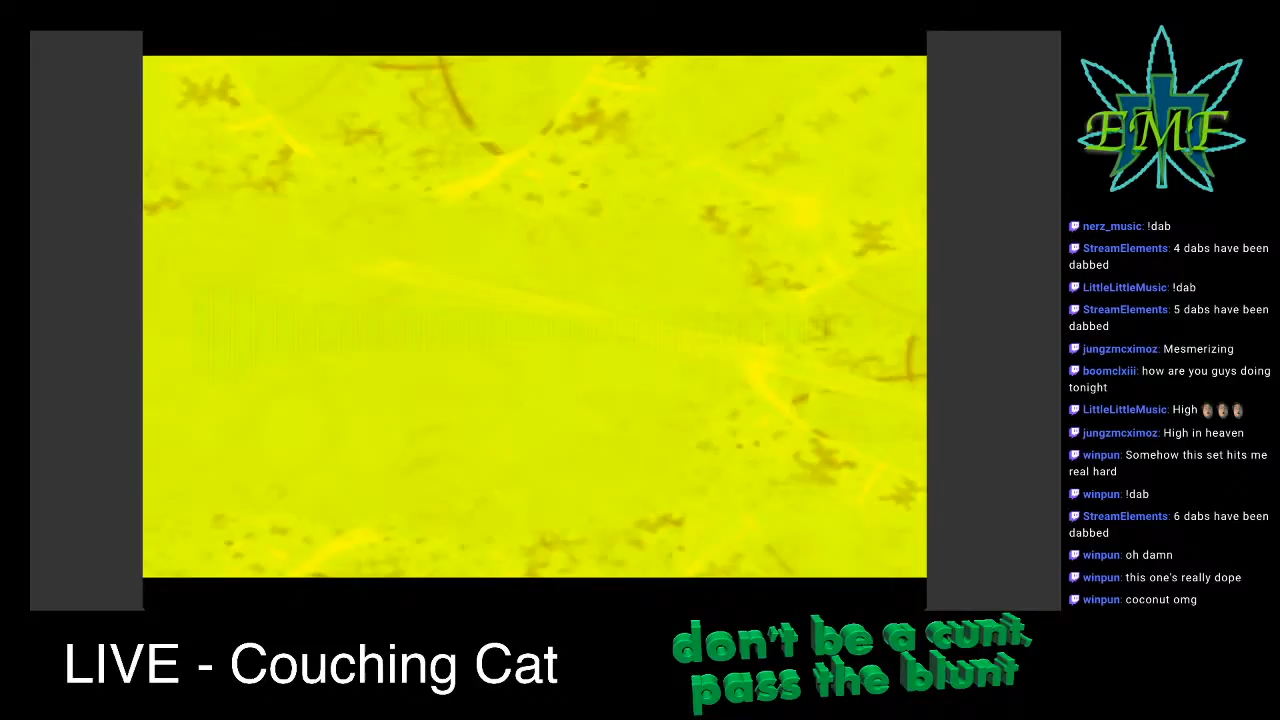 EMF
nerz_music: !dab
StreamElements: 4 dabs have been
dabbed
LittleLittleMusic: !dab
StreamElements: 5 dabs have been
dabbed
jungzmcximoz: Mesmerizing
boomclxiii: how are you guys doing
tonight
LittleLittleMusic: High
jungzmcximoz: High in heaven
winpun: Somehow this set hits me
real hard
winpun: !dab
StreamElements: 6 dabs have been
dabbed
winpun: oh damn
winpun: this one's really dope
winpun: coconut omg
LIVE - Couching Cat
don't be a cunt,
pass the blunt